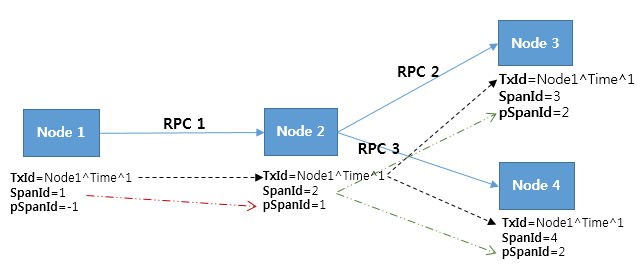 Node 3
RPC 2
TxId=Node1^Time^1
SpanId=3
pSpanId=2
Node 1
RPC 1
Node 2
RPC 3
TxId=Node1^Time^1
SpanId=1
pSpanId=-1
TxId=Node1^Time^1
SpanId=2
pSpanId=1
Node 4
TxId=Node1^Time^1
SpanId=4
pSpanId=2